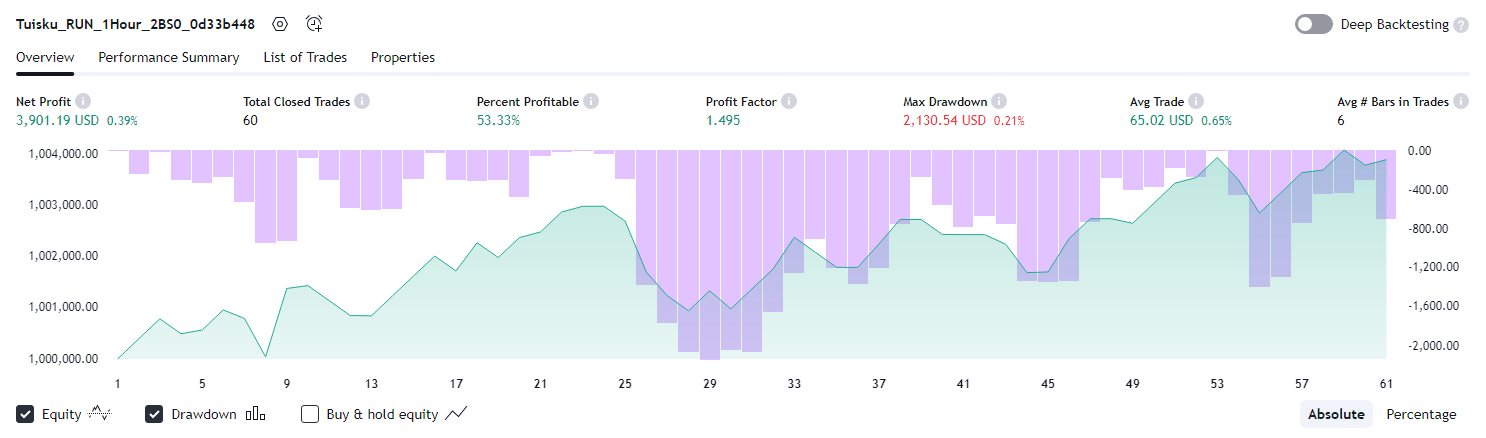 Tuisku_RUN_1Hour_2BS0_0d33b448 Deep Backtesting ?
Overview Performance Summary List of Trades Properties
Net Profit i Total Closed Trades i Percent Profitable i Profit Factor i Max Drawdown i Avg Trade i Avg # Bars in Trades i
3,901.19 USD 0.39% 60 53.33% 1.495 2,130.54 USD 0.21% 65.02 USD 0.65% 6
1,004,000.00 0.00
1,003,000.00 -400.00
1,002,000.00 -800.00
1,001,000.00 -1,200.00
1,000,000.00 -1,600.00
-2,000.00
1 5 9 13 17 21 25 29 33 37 41 45 49 53 57 61
Equity Drawdown Buy & hold equity Absolute Percentage